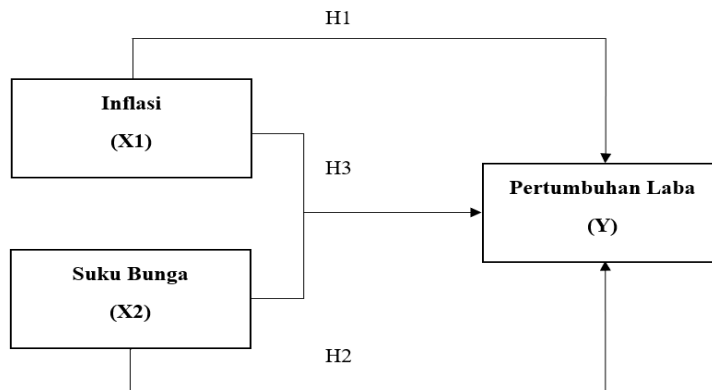 H1
Inflasi
(X1)
H3
Pertumbuhan Laba
(Y)
Suku Bunga
(X2)
H2